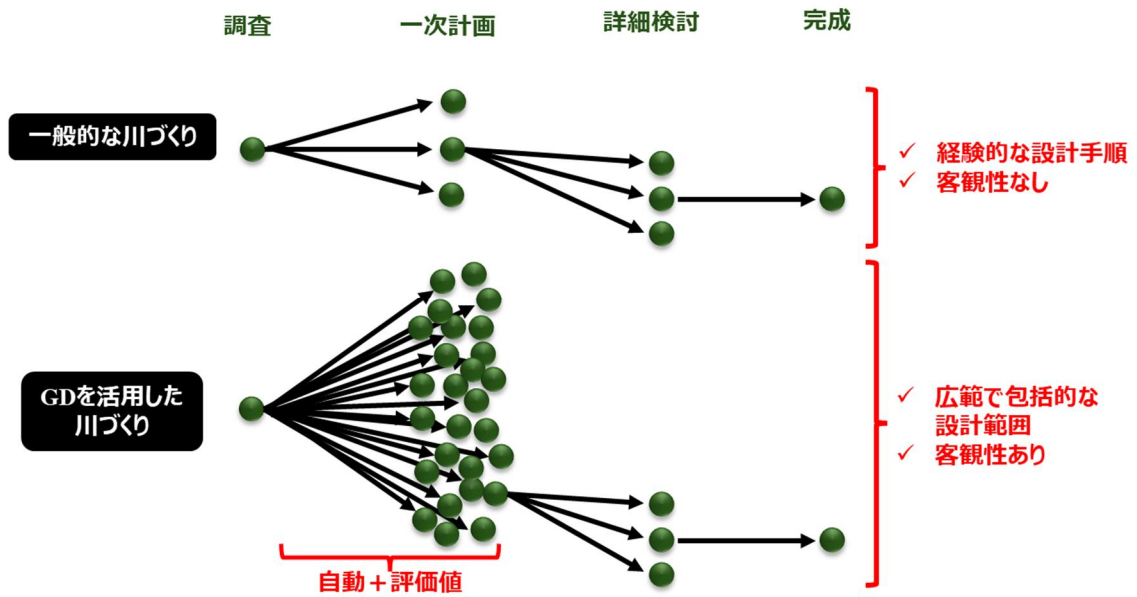 調査
一次計画
詳細検討
完成
一般的な川づくり
✓ 経験的な設計手順
✓ 客観性なし
GDを活用した
川づくり
✓ 広範で包括的な
設計範囲
✓ 客観性あり
自動＋評価値